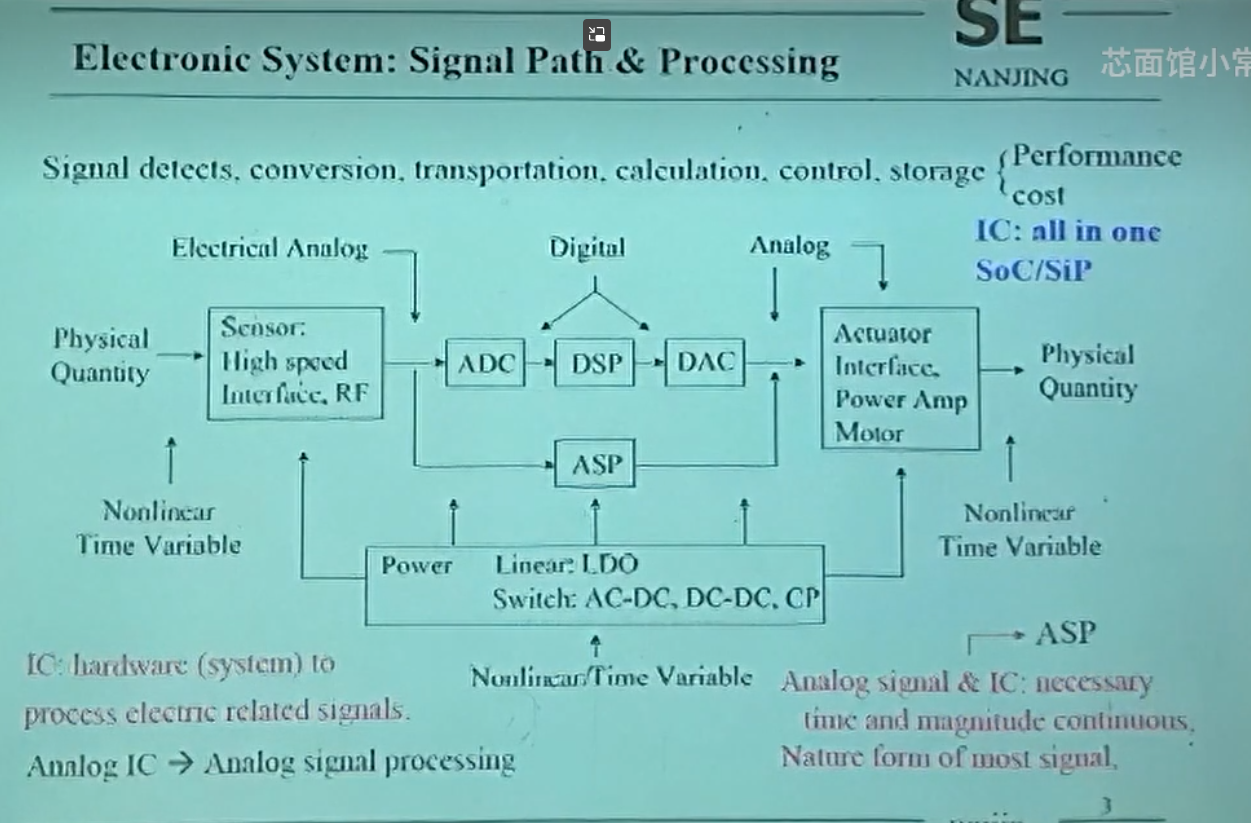 SE
NANJING
芯面馆小常
Electronic System: Signal Path & Processing
Signal detects, conversion, transportation, calculation, control, storage
Performance
cost
IC: all in one
SoC/SiP
Electrical Analog
Digital
Analog
Physical
Quantity
Sensor:
High speed
Interface, RF
ADC
DSP
DAC
ASP
Actuator
Interface,
Power Amp
Motor
Physical
Quantity
Nonlinear
Time Variable
Nonlinear
Time Variable
Power Linear: LDO
Switch: AC-DC, DC-DC, CP
Nonlinear/Time Variable
IC: hardware (system) to
process electric related signals.
Analog IC → Analog signal processing
ASP
Analog signal & IC: necessary
time and magnitude continuous,
Nature form of most signal,
3